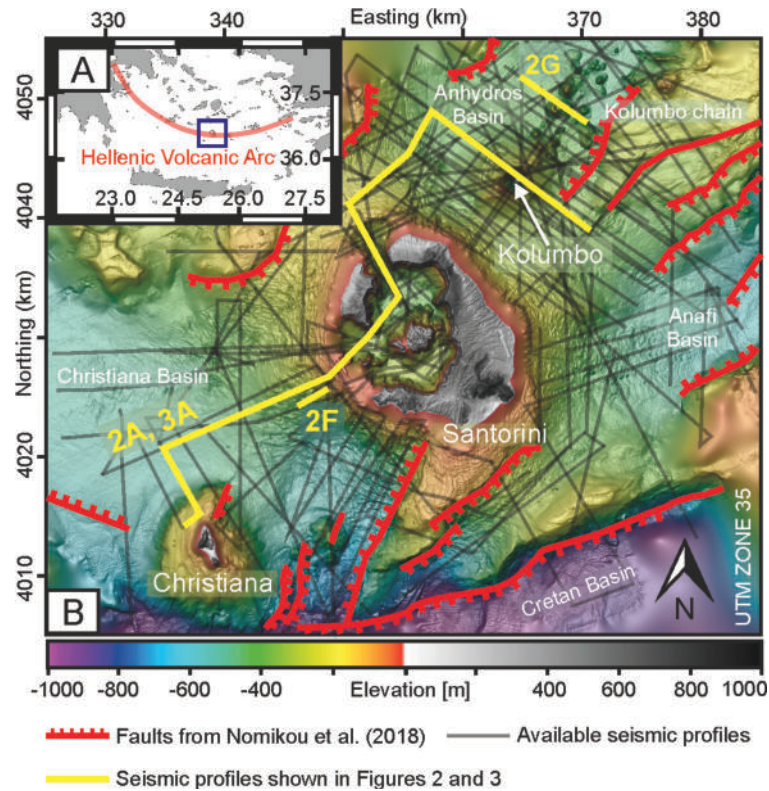 Easting (km)
330 340 370 380
A
37.5
36.0
Hellenic Volcanic Arc
23.0 24.5 26.0 27.5
Northing (km)
4050
4040
4020
4010
2G
Anhydros
Basin
Kolumbo chain
Kolumbo
Anafi
Basin
Christiana Basin
2A, 3A
2F
Santorini
Christiana
Cretan Basin
UTM ZONE 35
N
B
-1000 -800 -600 -400 Elevation [m] 400 600 800 1000
Faults from Nomikou et al. (2018) Available seismic profiles
Seismic profiles shown in Figures 2 and 3